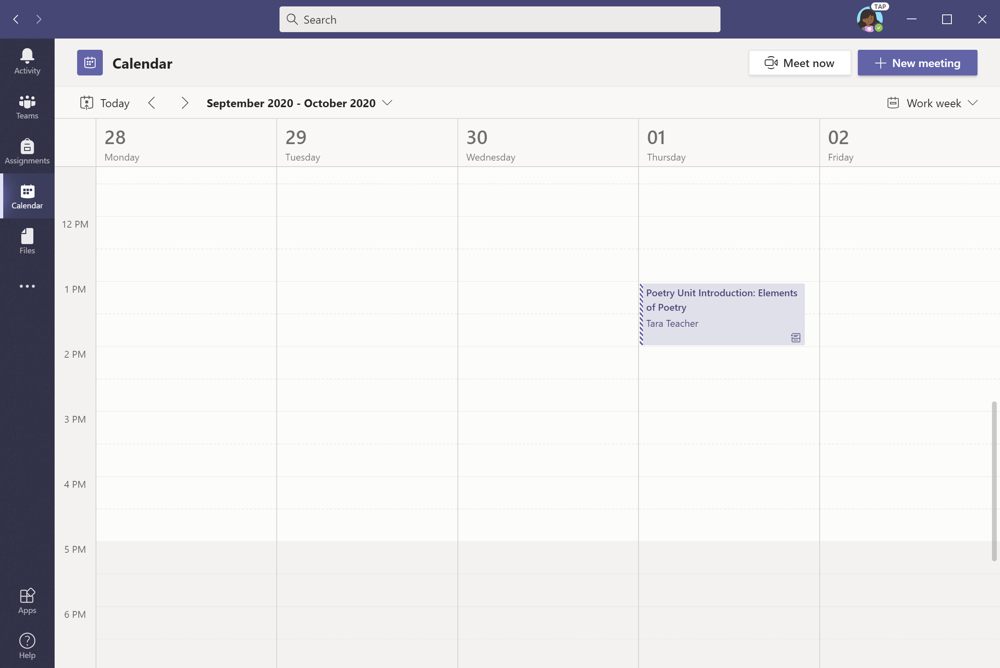 TAP
Search
Activity
Teams
Assignments
Calendar
Files
Apps
Help
Calendar
Meet now
New meeting
Today
September 2020 - October 2020
Work week
28
Monday
29
Tuesday
30
Wednesday
01
Thursday
02
Friday
12 PM
1 PM
Poetry Unit Introduction: Elements
of Poetry
Tara Teacher
2 PM
3 PM
4 PM
5 PM
6 PM